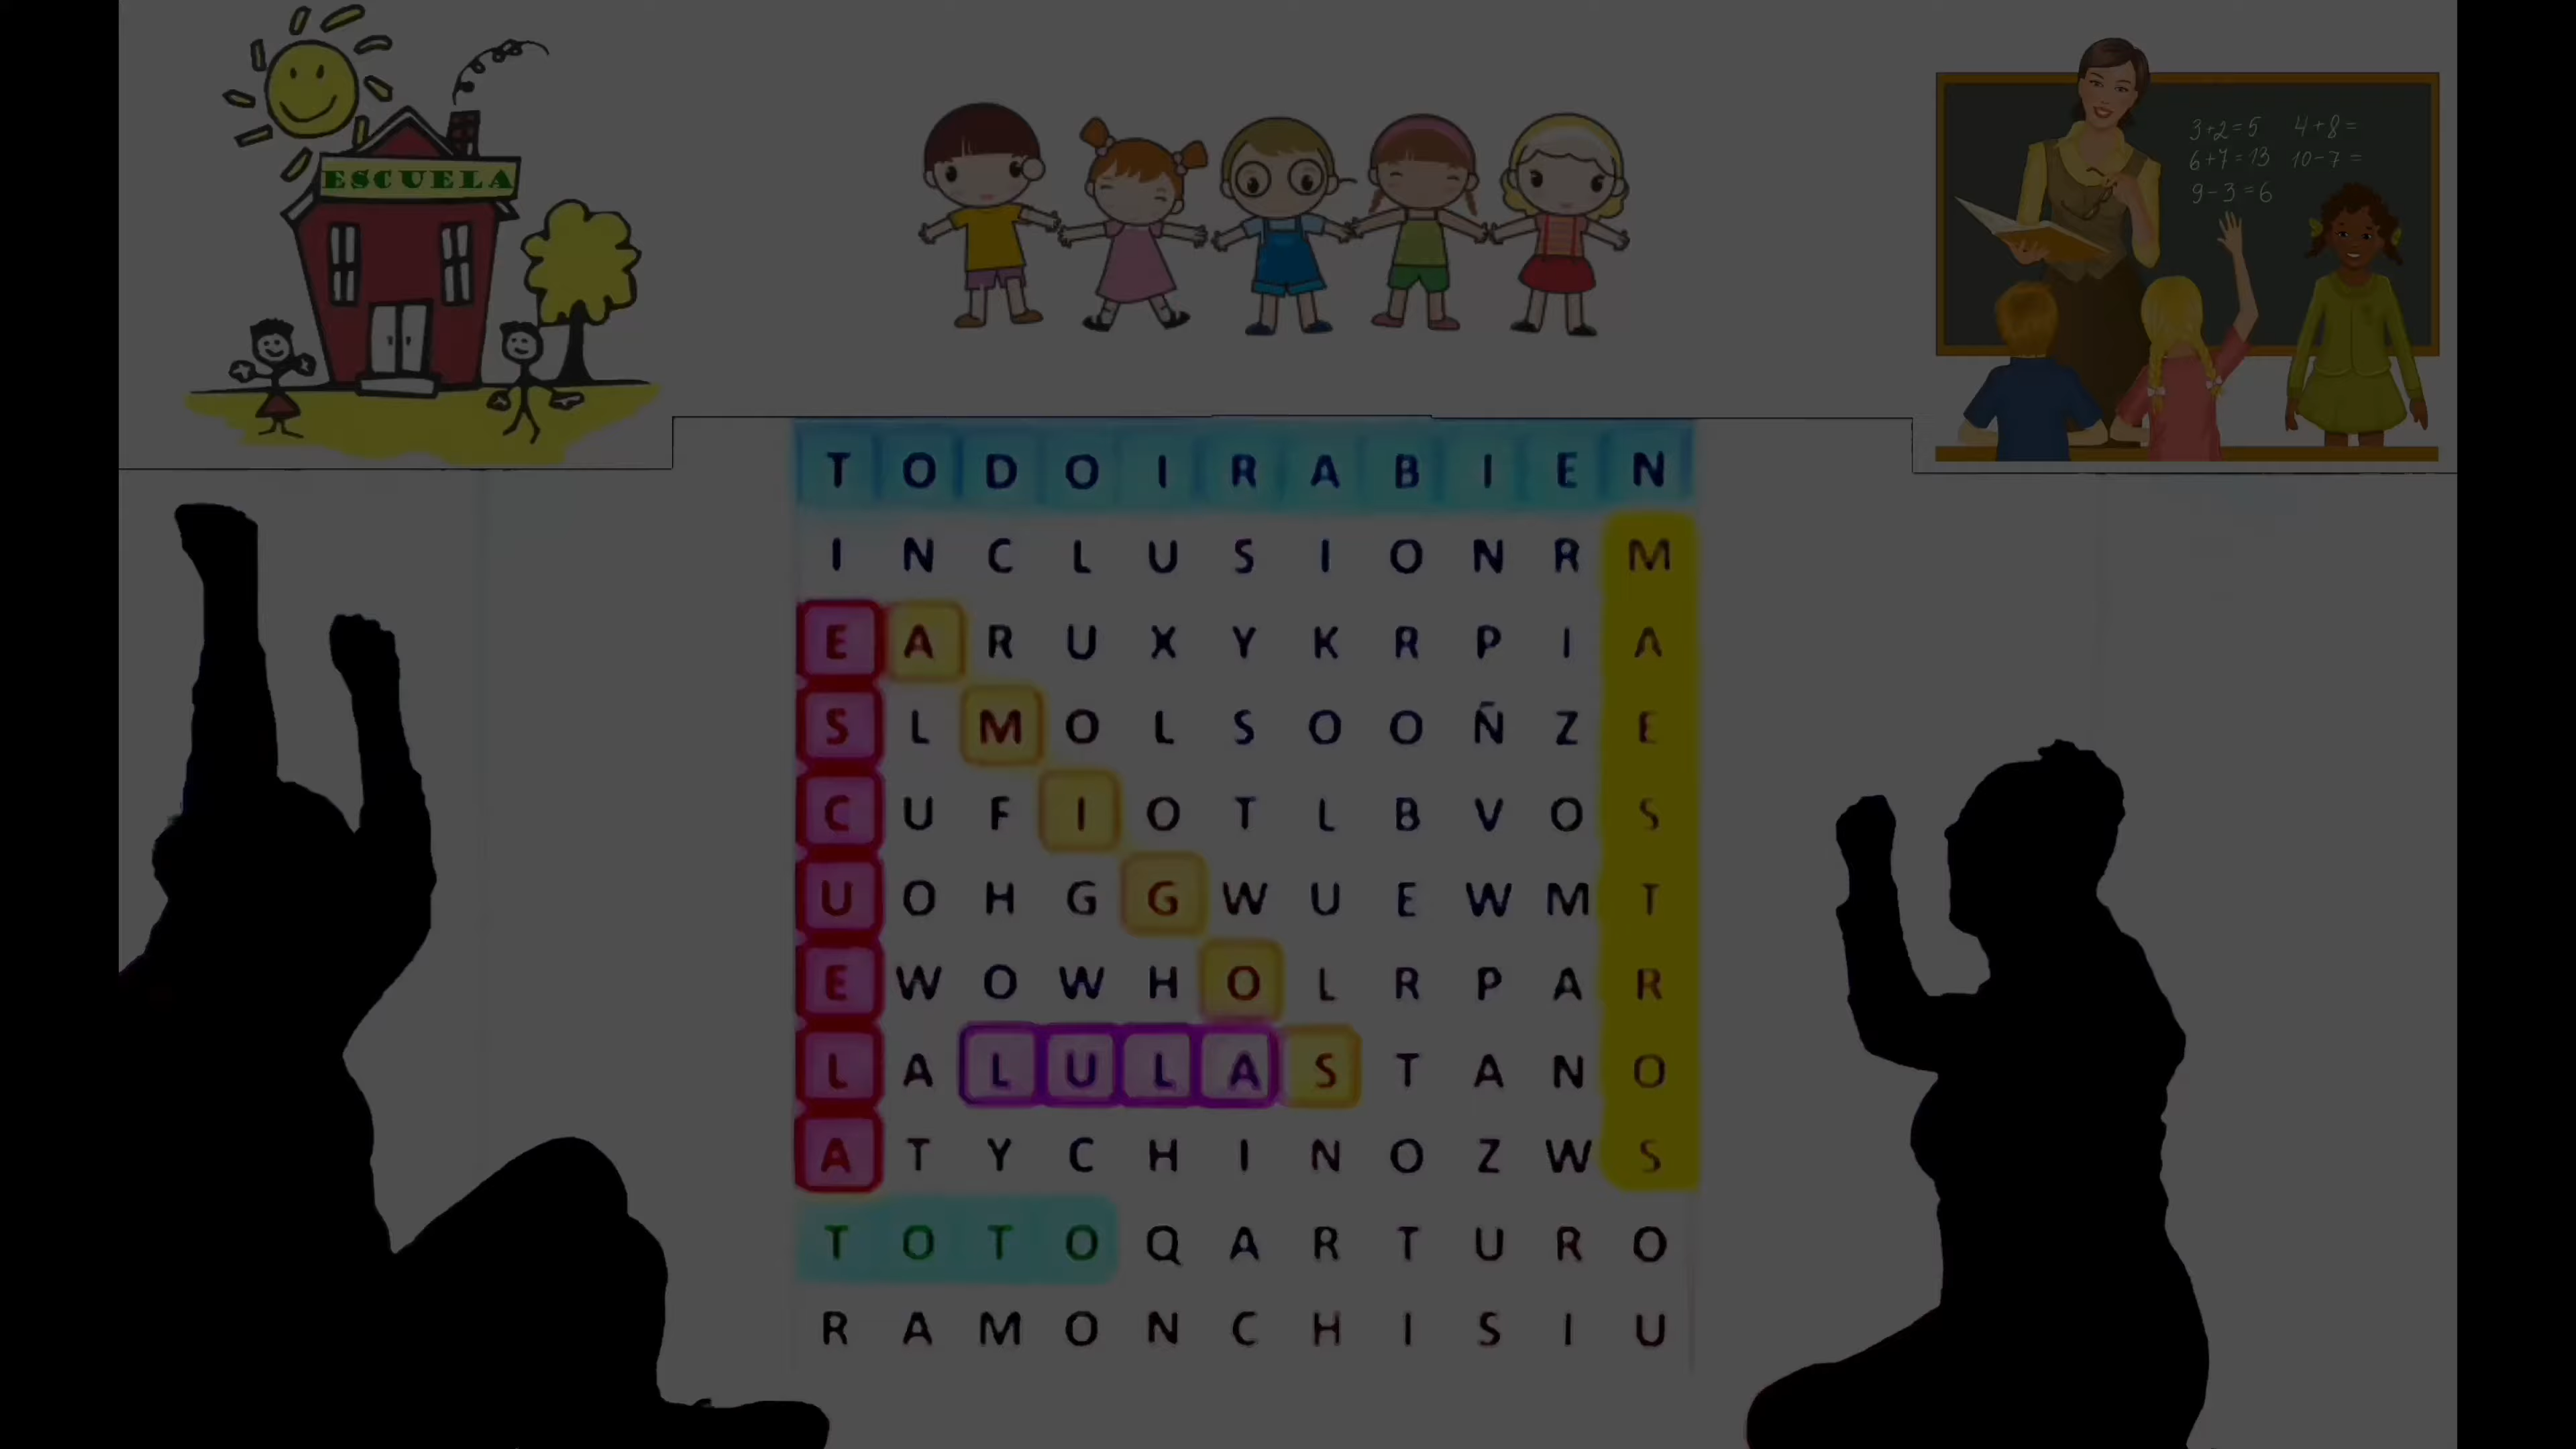 ESCUELA
3+2=5 4+8=
6+7=13 10-7=
9-3=6
T O D O I R A B I E N
I N C L U S I O N R M
E A R U X Y K R P I A
S L M O L S O O Ñ Z E
C U F I O T L B V O S
U O H G G W U E W M T
E W O W H O L R P A R
L A L U L A S T A N O
A T Y C H I N O Z W S
T O T O Q A R T U R O
R A M O N C H I S I U